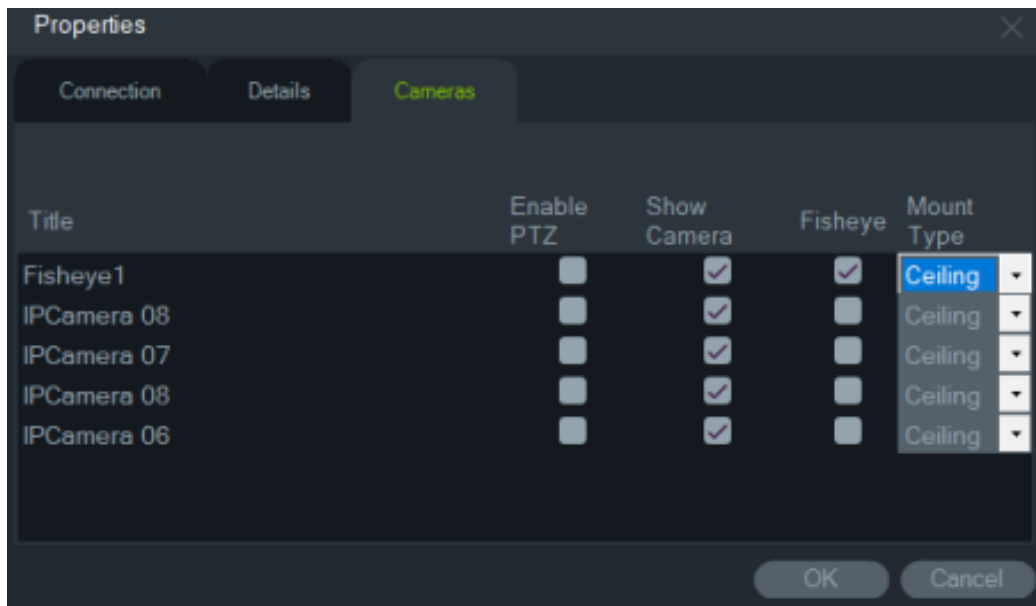 Properties
Connection Details Cameras
Title Enable PTZ Show Camera Fisheye Mount Type
Fisheye1 Ceiling
IPCamera 08 Ceiling
IPCamera 07 Ceiling
IPCamera 08 Ceiling
IPCamera 06 Ceiling
OK Cancel